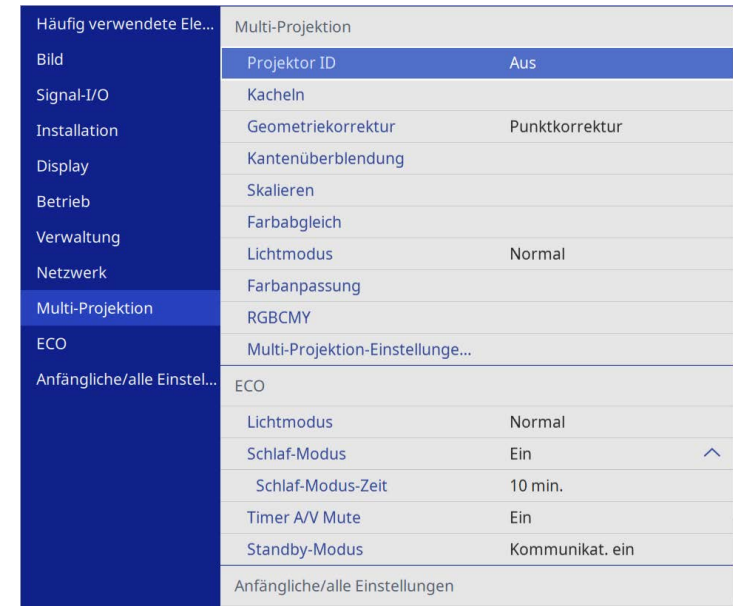 Häufig verwendete Ele...
Bild
Signal-I/O
Installation
Display
Betrieb
Verwaltung
Netzwerk
Multi-Projektion
ECO
Anfängliche/alle Einstel...
Multi-Projektion
Projektor ID Aus
Kacheln
Geometriekorrektur Punktkorrektur
Kantenüberblendung
Skalieren
Farbabgleich
Lichtmodus Normal
Farbanpassung
RGBCMY
Multi-Projektion-Einstellunge...
ECO
Lichtmodus Normal
Schlaf-Modus Ein
Schlaf-Modus-Zeit 10 min.
Timer A/V Mute Ein
Standby-Modus Kommunikat. ein
Anfängliche/alle Einstellungen